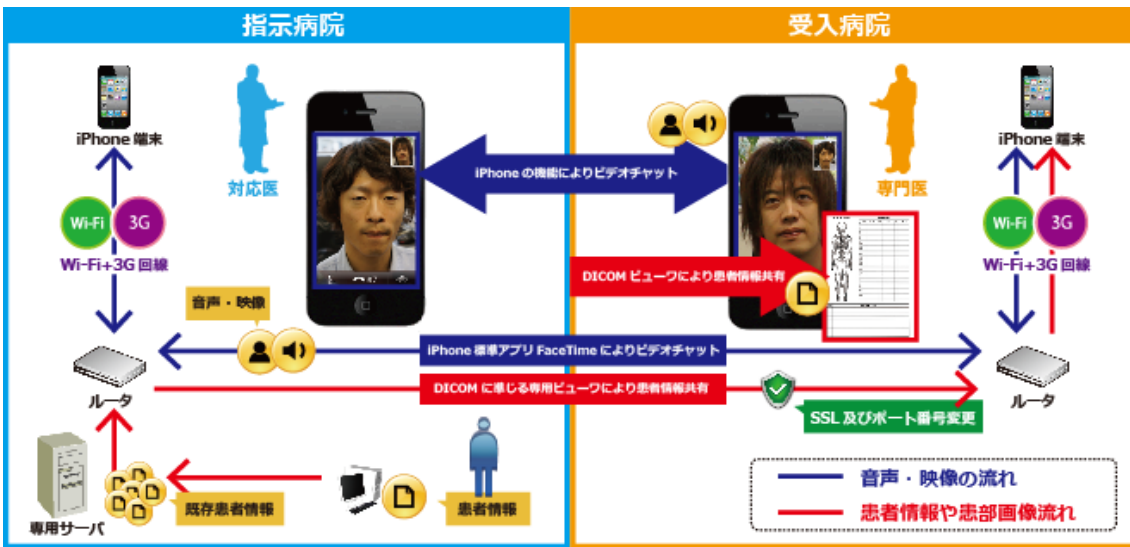 指示病院
受入病院
iPhone 端末
対応医
iPhone の機能によりビデオチャット
専門医
iPhone 端末
Wi-Fi
3G
Wi-Fi+3G 回線
Wi-Fi
3G
Wi-Fi+3G 回線
DICOM ビューワにより患者情報共有
音声・映像
iPhone 標準アプリ FaceTime によりビデオチャット
ルータ
DICOM に準じる専用ビューワにより患者情報共有
ルータ
SSL 及びポート番号変更
専用サーバ
既存患者情報
患者情報
音声・映像の流れ
患者情報や患部画像流れ